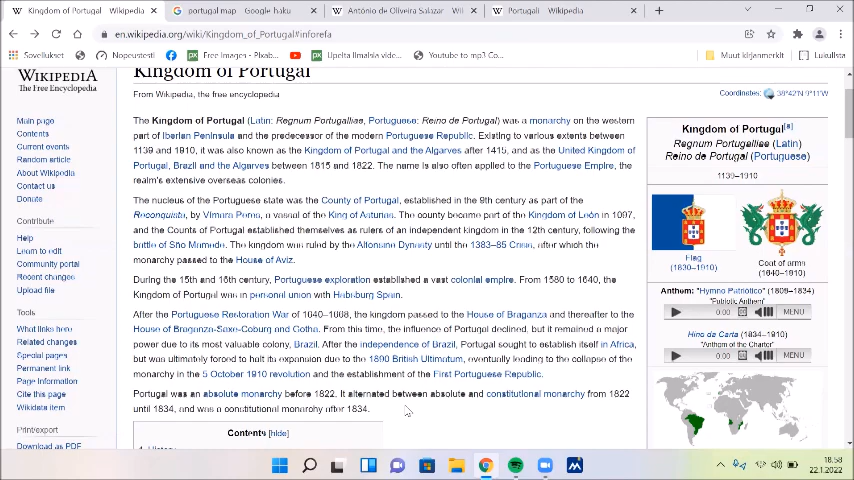 Kingdom of Portugal - Wikipedia
portugal map - Google-haku
António de Oliveira Salazar - Wi
Portugali - Wikipedia
en.wikipedia.org/wiki/Kingdom_of_Portugal#inforefa
Sovellukset
Free Images - Pixab...
Upelta ilmaisia video...
Youtube to mp3 Co...
Muut kirjanmerkit
Lukulista
WIKIPEDIA
The Free Encyclopedia
Main page
Contents
Current events
Random article
About Wikipedia
Contact us
Donate
Contribute
Help
Learn to edit
Community portal
Recent changes
Upload file
Tools
What links here
Related changes
Special pages
Permanent link
Page information
Cite this page
Wikidata item
Print/export
Download as PDF
Kingdom of Portugal
From Wikipedia, the free encyclopedia
Coordinates: 38°42′N 9°11′W
The Kingdom of Portugal (Latin: Regnum Portugalliae, Portuguese: Reino de Portugal) was a monarchy on the western
part of Iberian Peninsula and the predecessor of the modern Portuguese Republic. Existing to various extents between
1139 and 1910, it was also known as the Kingdom of Portugal and the Algarves after 1415, and as the United Kingdom of
Portugal, Brazil and the Algarves between 1815 and 1822. The name is also often applied to the Portuguese Empire, the
realm's extensive overseas colonies.
The nucleus of the Portuguese state was the County of Portugal, established in the 9th century as part of the
Reconquista, by Vímara Peres, a vassal of the King of Asturias. The county became part of the Kingdom of León in 1097,
and the Counts of Portugal established themselves as rulers of an independent kingdom in the 12th century, following the
battle of São Mamede. The kingdom was ruled by the Alfonsine Dynasty until the 1383–85 Crisis, after which the
monarchy passed to the House of Aviz.
During the 15th and 16th century, Portuguese exploration established a vast colonial empire. From 1580 to 1640, the
Kingdom of Portugal was in personal union with Habsburg Spain.
After the Portuguese Restoration War of 1640–1668, the kingdom passed to the House of Braganza and thereafter to the
House of Braganza-Saxe-Coburg and Gotha. From this time, the influence of Portugal declined, but it remained a major
power due to its most valuable colony, Brazil. After the independence of Brazil, Portugal sought to establish itself in Africa,
but was ultimately forced to halt its expansion due to the 1890 British Ultimatum, eventually leading to the collapse of the
monarchy in the 5 October 1910 revolution and the establishment of the First Portuguese Republic.
Portugal was an absolute monarchy before 1822. It alternated between absolute and constitutional monarchy from 1822
until 1834, and was a constitutional monarchy after 1834.
Contents [hide]
1 History
Kingdom of Portugal[a]
Regnum Portugalliae (Latin)
Reino de Portugal (Portuguese)
1139–1910
Flag
(1830–1910)
Coat of arms
(1640–1910)
Anthem: "Hymno Patriótico" (1809–1834)
"Patriotic Anthem"
0:00 MENU
Hino da Carta (1834–1910)
"Anthem of the Charter"
0:00 MENU
18.58
22.1.2022